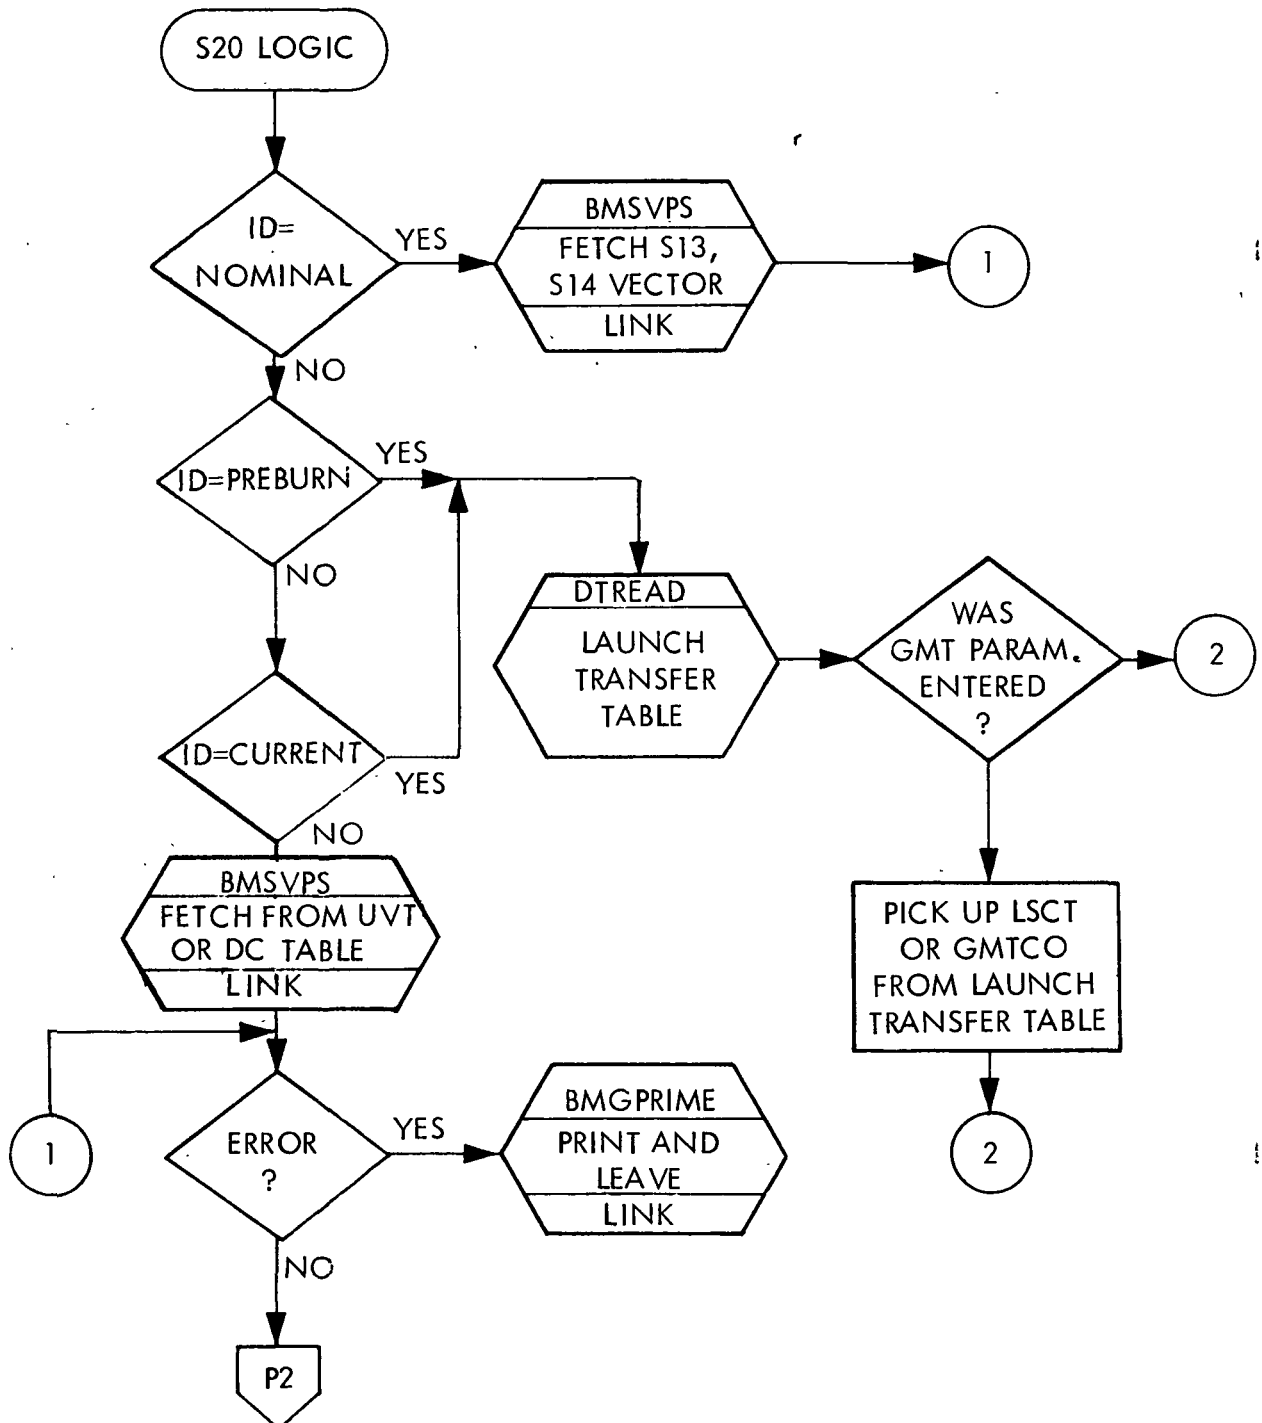 S20 LOGIC
ID=
NOMINAL
YES
BMSVPS
FETCH S13,
S14 VECTOR
LINK
1
NO
ID=PREBURN
YES
NO
DTREAD
LAUNCH
TRANSFER
TABLE
WAS
GMT PARAM.
ENTERED
?
2
ID=CURRENT
YES
NO
BMSVPS
FETCH FROM UVT
OR DC TABLE
LINK
PICK UP LSCT
OR GMTCO
FROM LAUNCH
TRANSFER TABLE
2
1
ERROR
?
YES
BMGPRIME
PRINT AND
LEAVE
LINK
NO
P2